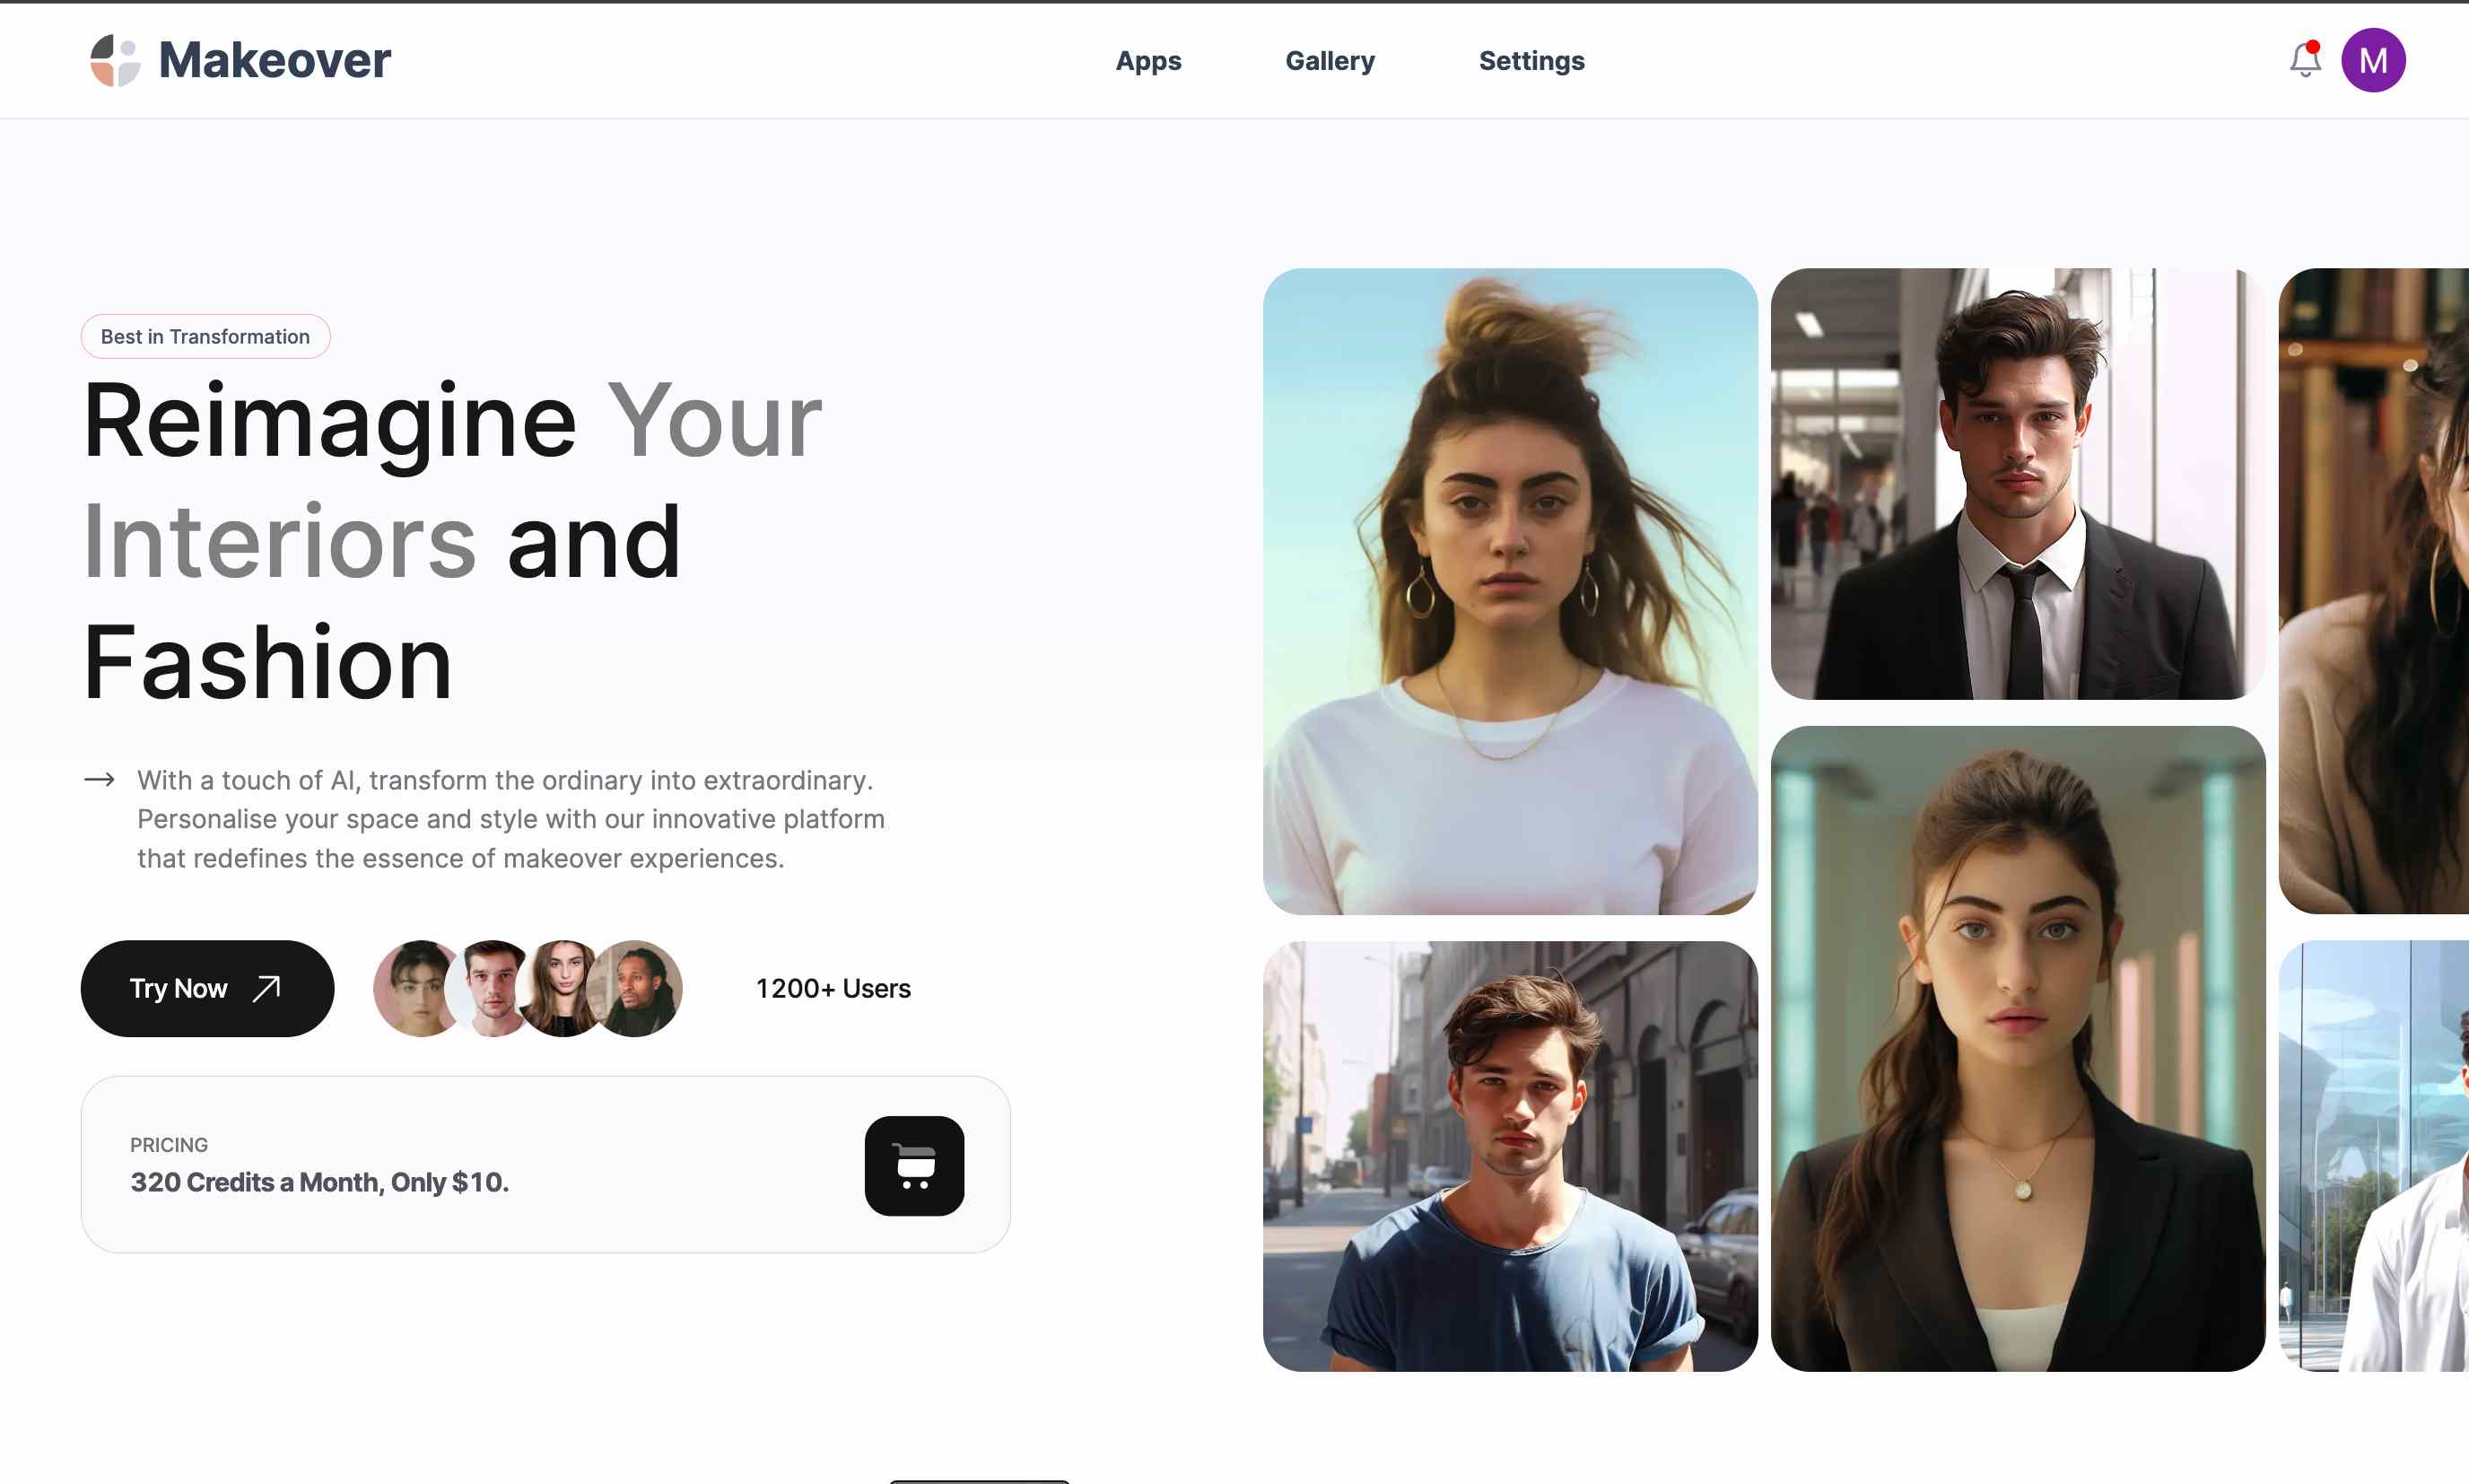 Makeover
Apps
Gallery
Settings
M
Best in Transformation
Reimagine Your
Interiors and
Fashion
With a touch of AI, transform the ordinary into extraordinary.
Personalise your space and style with our innovative platform
that redefines the essence of makeover experiences.
Try Now
1200+ Users
PRICING
320 Credits a Month, Only $10.